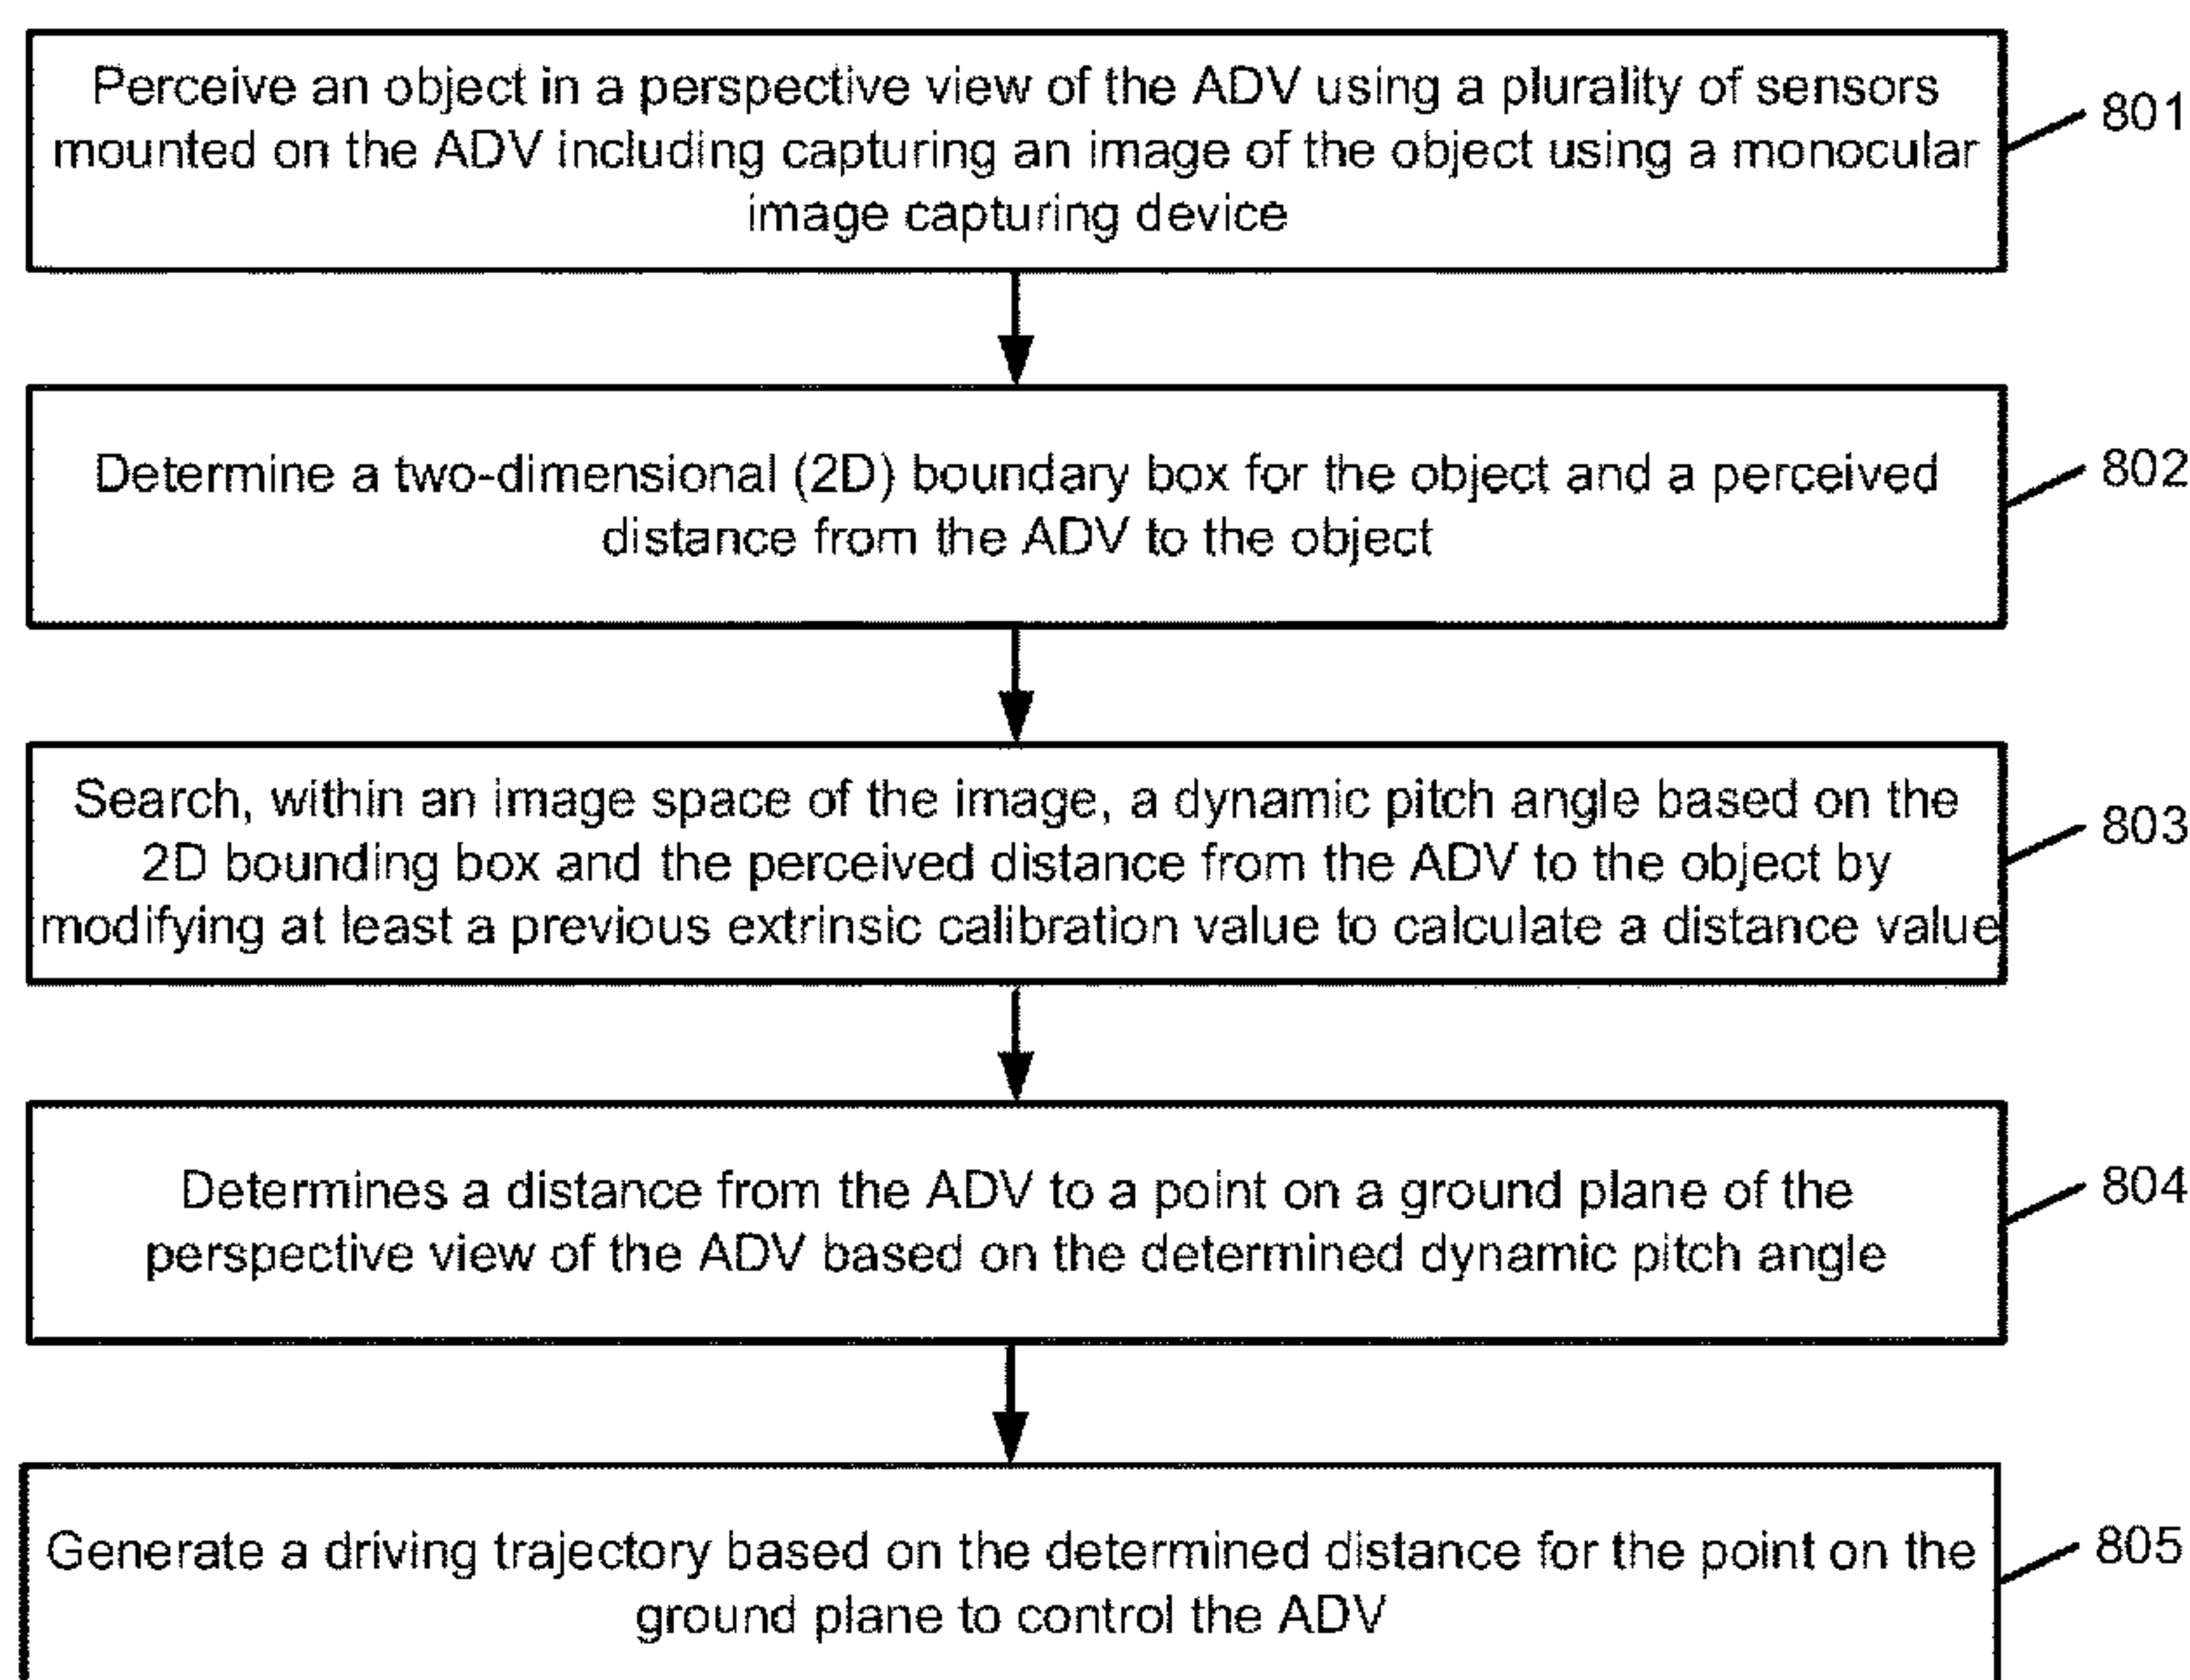 Perceive an object in a perspective view of the ADV using a plurality of sensors
mounted on the ADV including capturing an image of the object using a monocular
image capturing device
801
Determine a two-dimensional (2D) boundary box for the object and a perceived
distance from the ADV to the object
802
Search, within an image space of the image, a dynamic pitch angle based on the
2D bounding box and the perceived distance from the ADV to the object by
modifying at least a previous extrinsic calibration value to calculate a distance value
803
Determines a distance from the ADV to a point on a ground plane of the
perspective view of the ADV based on the determined dynamic pitch angle
804
Generate a driving trajectory based on the determined distance for the point on the
ground plane to control the ADV
805